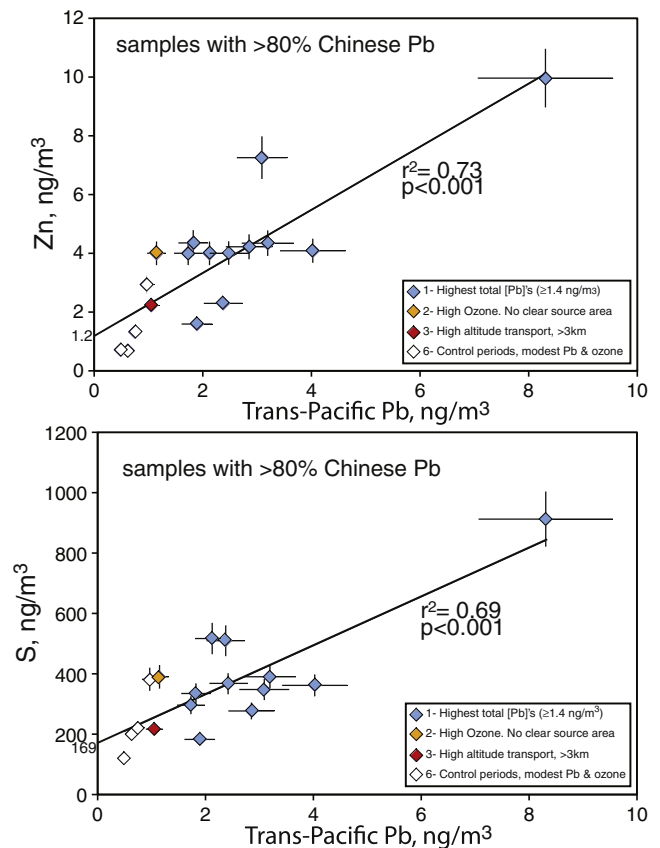 12
samples with >80% Chinese Pb
10
8
Zn, ng/m³
r²= 0.73
p<0.001
6
4
1- Highest total [Pb]'s (≥1.4 ng/m3)
2- High Ozone. No clear source area
2
3- High altitude transport, >3km
1.2
6- Control periods, modest Pb & ozone
0
0 2 4 6 8 10
Trans-Pacific Pb, ng/m³
1200
samples with >80% Chinese Pb
1000
800
S, ng/m³
r²= 0.69
p<0.001
600
400
1- Highest total [Pb]'s (≥1.4 ng/m³)
2- High Ozone. No clear source area
200
3- High altitude transport, >3km
169
6- Control periods, modest Pb & ozone
0
0 2 4 6 8 10
Trans-Pacific Pb, ng/m³